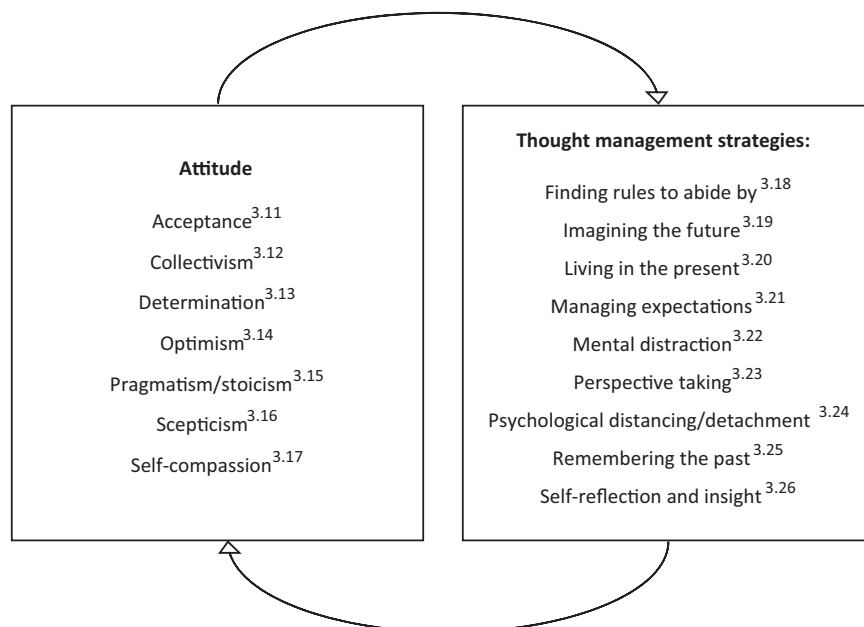 Attitude
Acceptance3.11
Collectivism3.12
Determination3.13
Optimism3.14
Pragmatism/stoicism3.15
Scepticism3.16
Self-compassion3.17
Thought management strategies:
Finding rules to abide by3.18
Imagining the future3.19
Living in the present3.20
Managing expectations3.21
Mental distraction3.22
Perspective taking3.23
Psychological distancing/detachment 3.24
Remembering the past3.25
Self-reflection and insight3.26